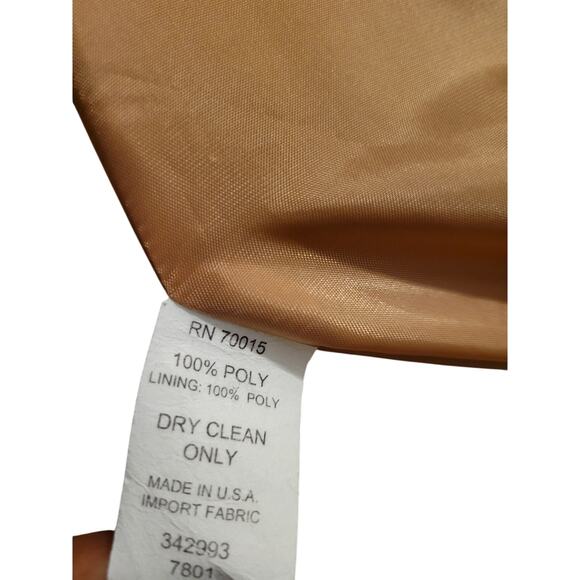 RN 70015
100% POLY
LINING: 100% POLY
DRY CLEAN
ONLY
MADE IN U.S.A.
IMPORT FABRIC
342993
7801